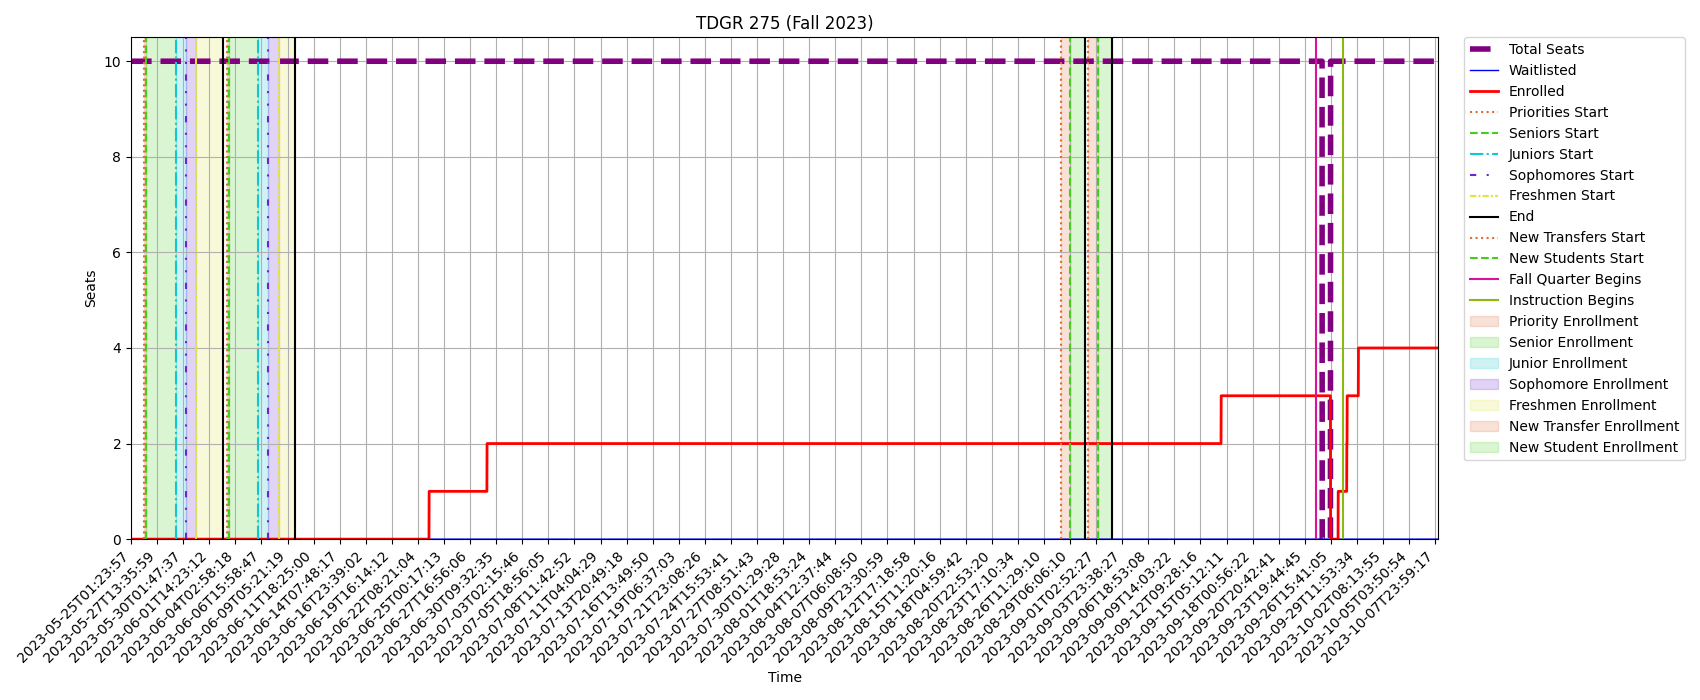 TDGR 275 (Fall 2023)
10
8
6
4
2
0
Seats
2023-05-25T01:23:57
2023-05-27T13:35:59
2023-05-30T01:47:37
2023-06-01T14:23:12
2023-06-04T02:58:18
2023-06-06T15:58:47
2023-06-09T05:21:19
2023-06-11T18:25:00
2023-06-14T07:48:17
2023-06-16T23:39:02
2023-06-19T16:14:12
2023-06-22T08:21:04
2023-06-25T00:17:13
2023-06-27T16:56:06
2023-06-30T09:32:35
2023-07-03T02:15:46
2023-07-05T18:56:05
2023-07-08T11:42:52
2023-07-11T04:04:29
2023-07-13T20:49:18
2023-07-16T13:49:50
2023-07-19T06:37:03
2023-07-21T23:08:26
2023-07-24T15:53:41
2023-07-27T08:51:43
2023-07-30T01:29:28
2023-08-01T18:53:24
2023-08-04T12:37:44
2023-08-07T06:08:50
2023-08-09T23:30:59
2023-08-12T17:18:58
2023-08-15T11:20:16
2023-08-18T04:59:42
2023-08-20T22:53:20
2023-08-23T17:10:34
2023-08-26T11:29:10
2023-08-29T06:06:10
2023-09-01T02:52:27
2023-09-03T23:38:27
2023-09-06T18:53:08
2023-09-09T14:03:22
2023-09-12T09:28:16
2023-09-15T05:12:11
2023-09-18T00:56:22
2023-09-20T20:42:41
2023-09-23T19:44:45
2023-09-26T15:41:05
2023-09-29T11:53:34
2023-10-02T08:13:55
2023-10-05T03:50:54
2023-10-07T23:59:17
Time
Total Seats
Waitlisted
Enrolled
Priorities Start
Seniors Start
Juniors Start
Sophomores Start
Freshmen Start
End
New Transfers Start
New Students Start
Fall Quarter Begins
Instruction Begins
Priority Enrollment
Senior Enrollment
Junior Enrollment
Sophomore Enrollment
Freshmen Enrollment
New Transfer Enrollment
New Student Enrollment